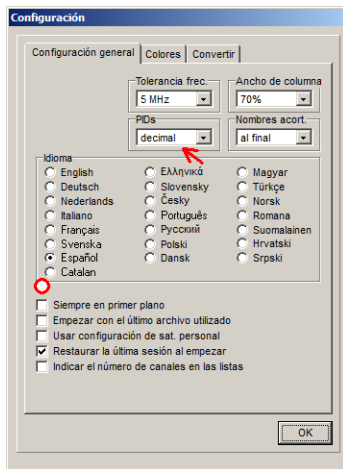 Configuración
Configuración general Colores Convertir
Tolerancia frec. Ancho de columna
5 MHz 70%
PIDs Nombres acort.
decimal al final
Idioma
English Ελληνικά Magyar
Deutsch Slovensky Türkçe
Nederlands Česky Norsk
Italiano Português Romana
Français Русский Suomalainen
Svenska Polski Hrvatski
Español Dansk Srpski
Catalan
Siempre en primer plano
Empezar con el último archivo utilizado
Usar configuración de sat. personal
Restaurar la última sesión al empezar
Indicar el número de canales en las listas
OK